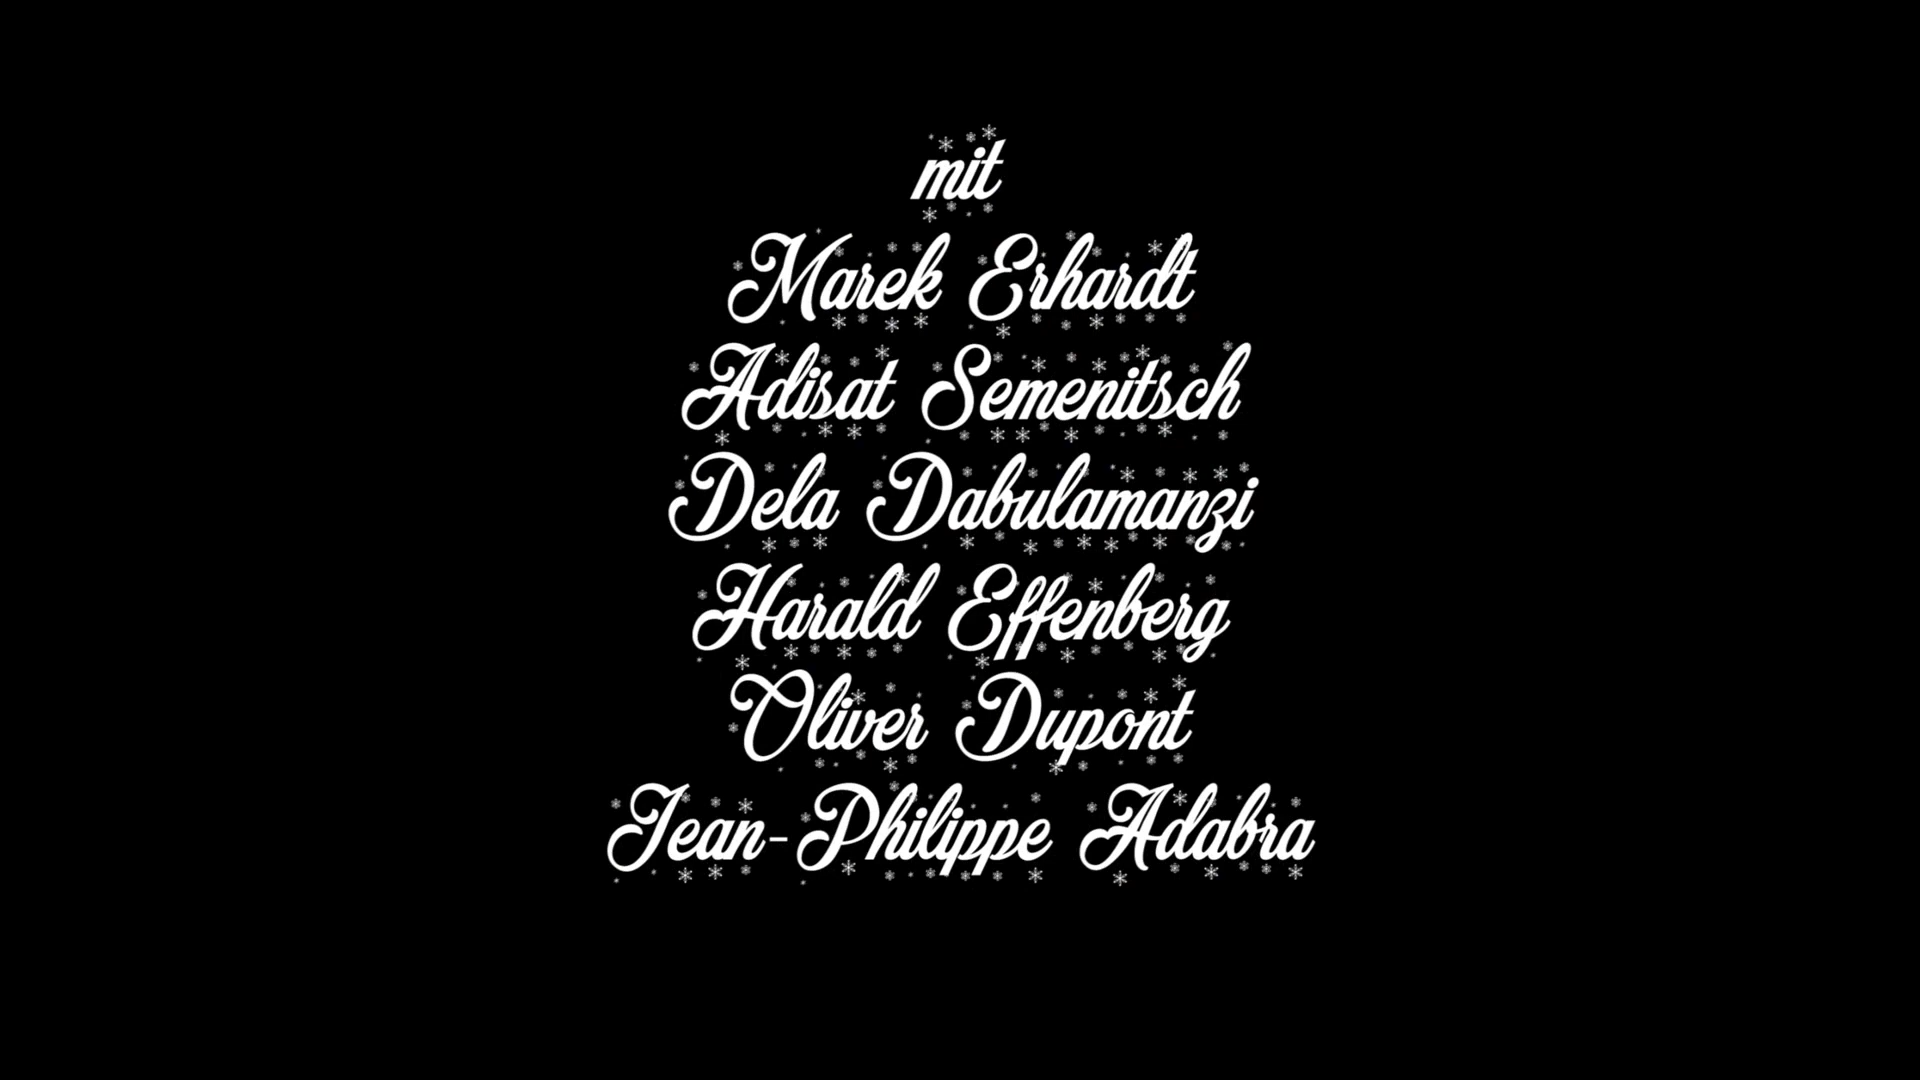 mit
Marek Erhardt
Adisat Semenitsch
Dela Dabulamanzi
Harald Effenberg
Oliver Dupont
Jean-Philippe Adabra